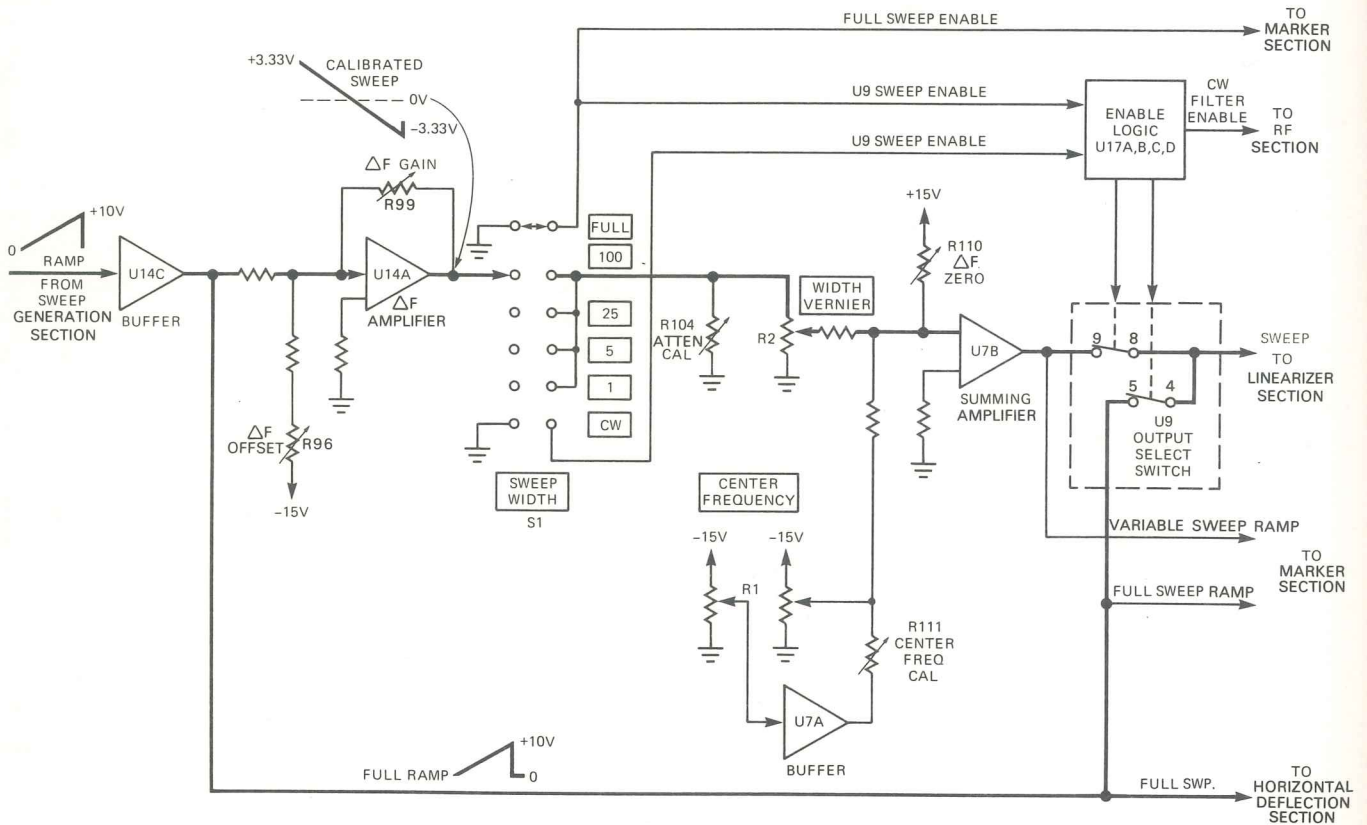 FULL SWEEP ENABLE
TO
MARKER
SECTION
+3.33V
CALIBRATED
SWEEP
0V
−3.33V
U9 SWEEP ENABLE
U9 SWEEP ENABLE
ENABLE
LOGIC
U17A,B,C,D
CW
FILTER
ENABLE
TO
RF
SECTION
△F GAIN
R99
+10V
0
RAMP
FROM
SWEEP
GENERATION
SECTION
U14C
BUFFER
U14A
△F
AMPLIFIER
△F
OFFSET
R96
−15V
FULL
100
25
5
1
CW
SWEEP
WIDTH
S1
R104
ATTEN
CAL
R2
WIDTH
VERNIER
+15V
R110
△F
ZERO
U7B
SUMMING
AMPLIFIER
9 8
5 4
U9
OUTPUT
SELECT
SWITCH
SWEEP
TO
LINEARIZER
SECTION
CENTER
FREQUENCY
−15V
−15V
R1
R111
CENTER
FREQ
CAL
U7A
BUFFER
VARIABLE SWEEP RAMP
TO
MARKER
SECTION
FULL SWEEP RAMP
FULL RAMP
+10V
0
FULL SWP.
TO
HORIZONTAL
DEFLECTION
SECTION